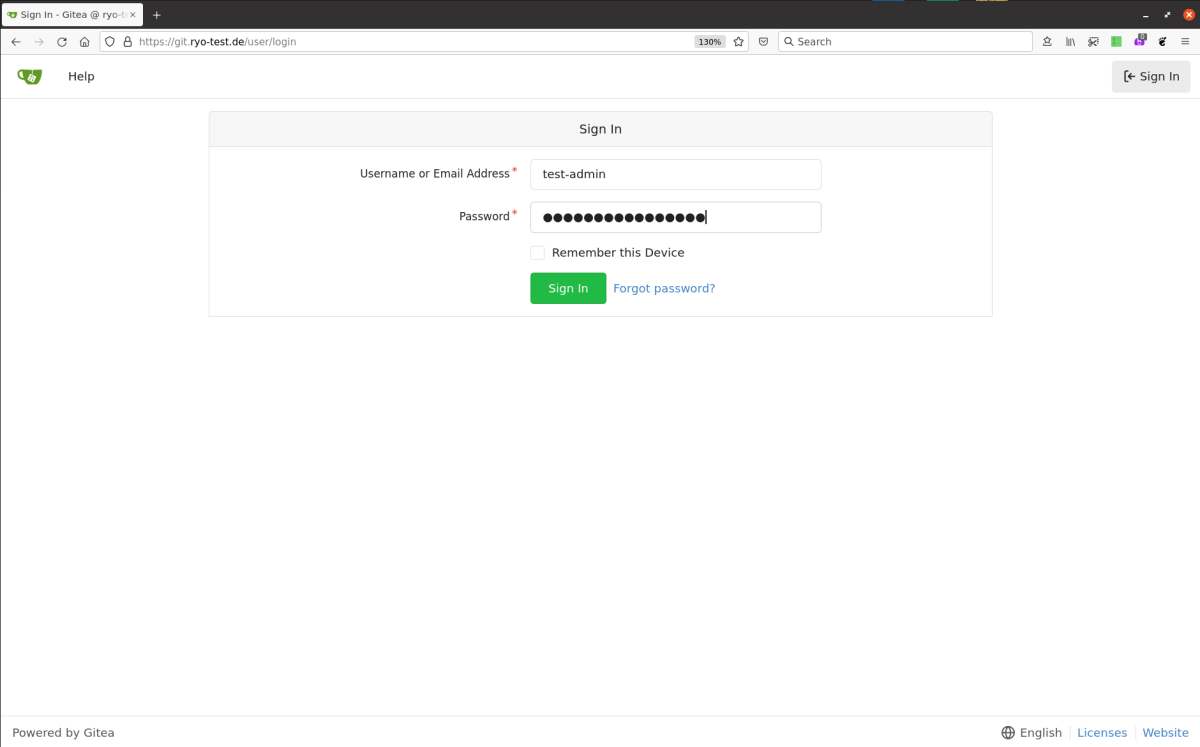 Sign In - Gitea @ ryo-t
https://git.ryo-test.de/user/login
130%
Search
0
Help
Sign In
Sign In
Username or Email Address*
test-admin
Password*
●●●●●●●●●●●●●●●●
Remember this Device
Sign In
Forgot password?
Powered by Gitea
English
Licenses
Website